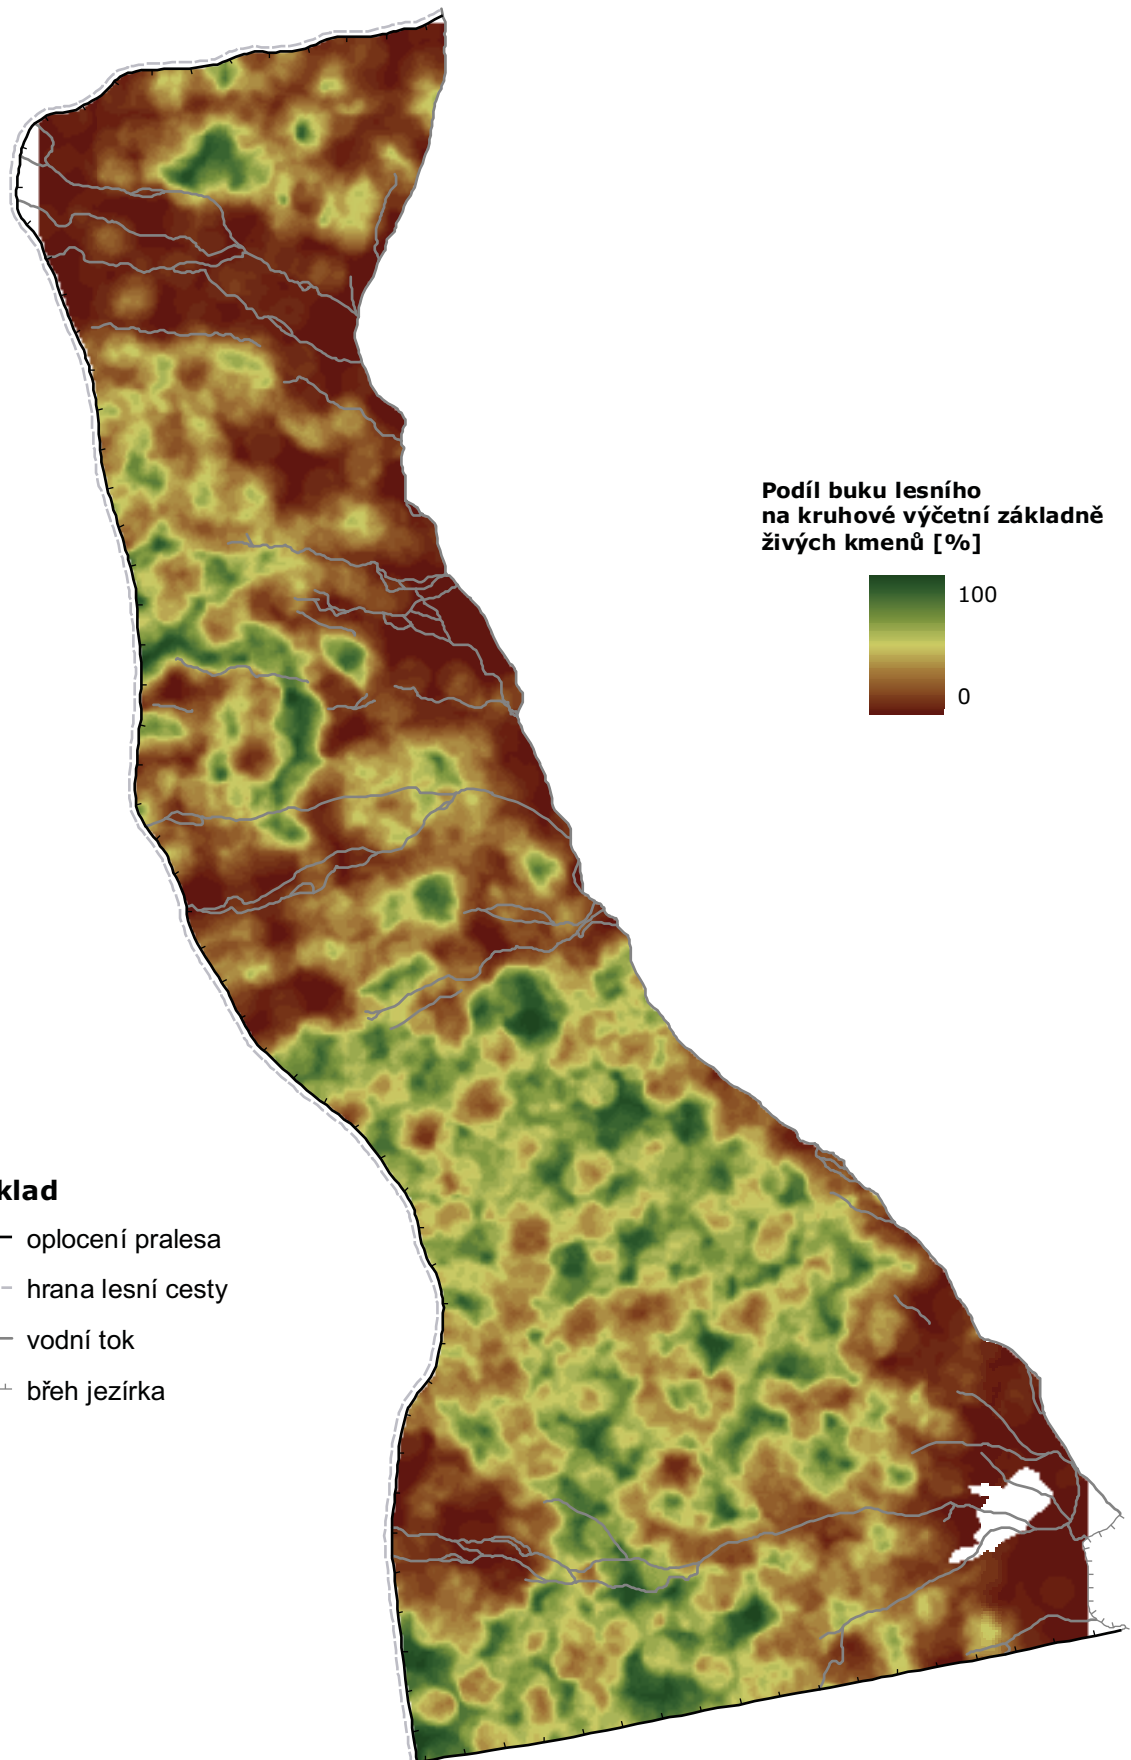 Podíl buku lesního
na kruhové výčetní základně
živých kmenů [%]
100
0
klad
oplocení pralesa
hrana lesní cesty
vodní tok
břeh jezírka